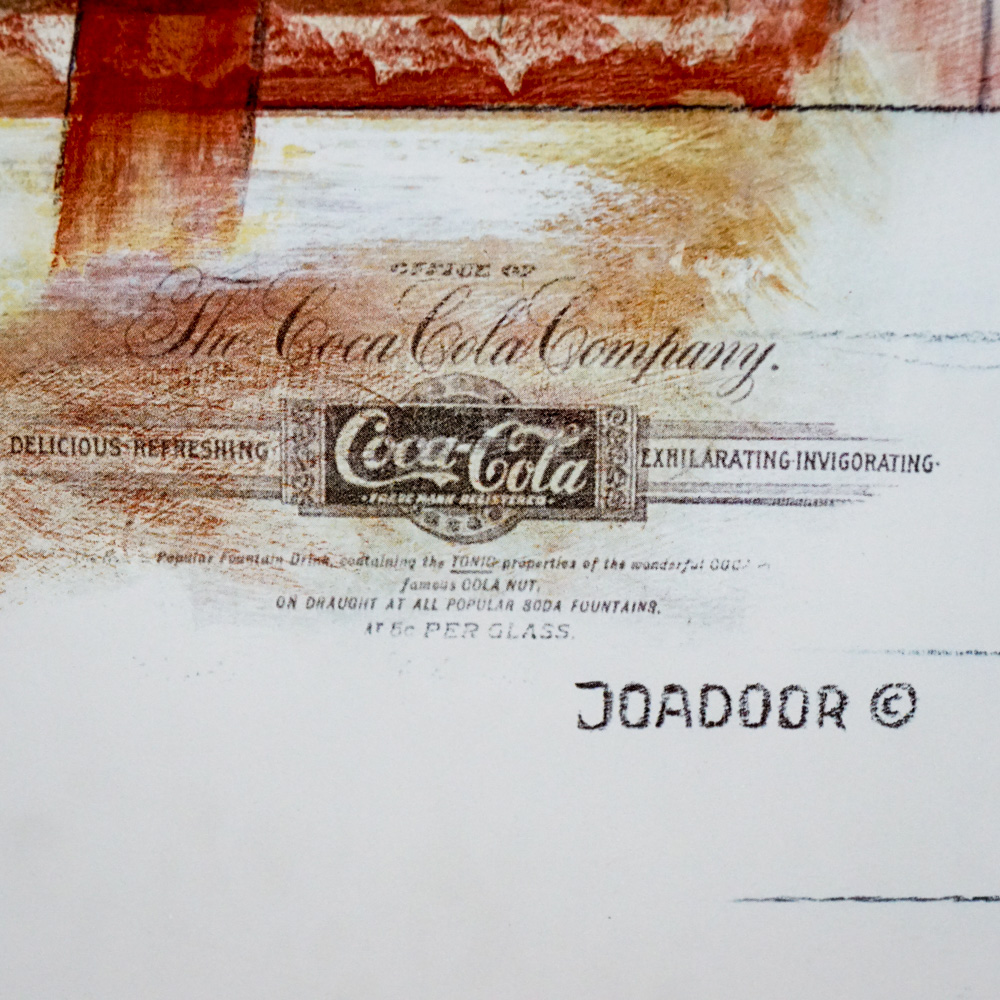 OFFICE OF
The Coca Cola Company.
DELICIOUS·REFRESHING·
Coca-Cola
·TRADE MARK REGISTERED·
EXHILARATING·INVIGORATING·
Popular Fountain Drink, containing the TONIC properties of the wonderful
famous COLA NUT,
ON DRAUGHT AT ALL POPULAR SODA FOUNTAINS,
AT 5c PER GLASS.
JOADOOR ©